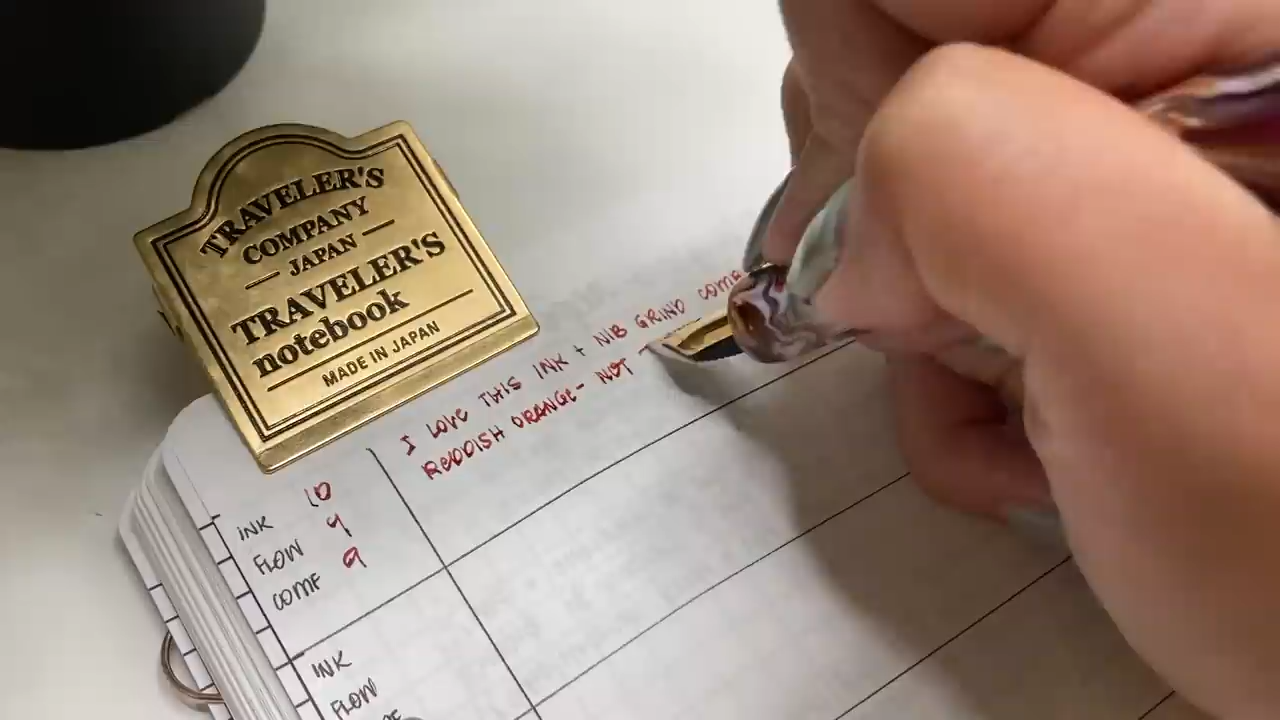 TRAVELER'S
COMPANY
JAPAN
TRAVELER'S
notebook
MADE IN JAPAN
I LOVE THIS INK + NIB GRIND COMB
REDDISH ORANGE - NOT
INK 10
FLOW 9
COMF 9
INK
FLOW